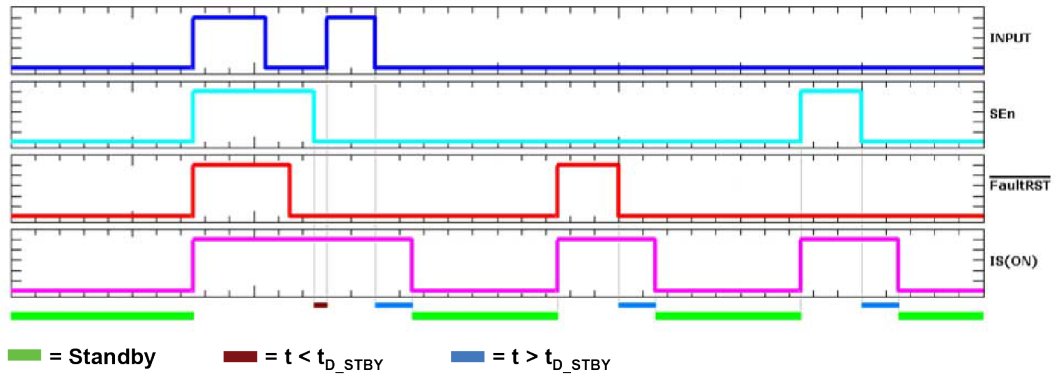 INPUT
SEn
FaultRST
IS(ON)
= Standby
= t < tD_STBY
= t > tD_STBY